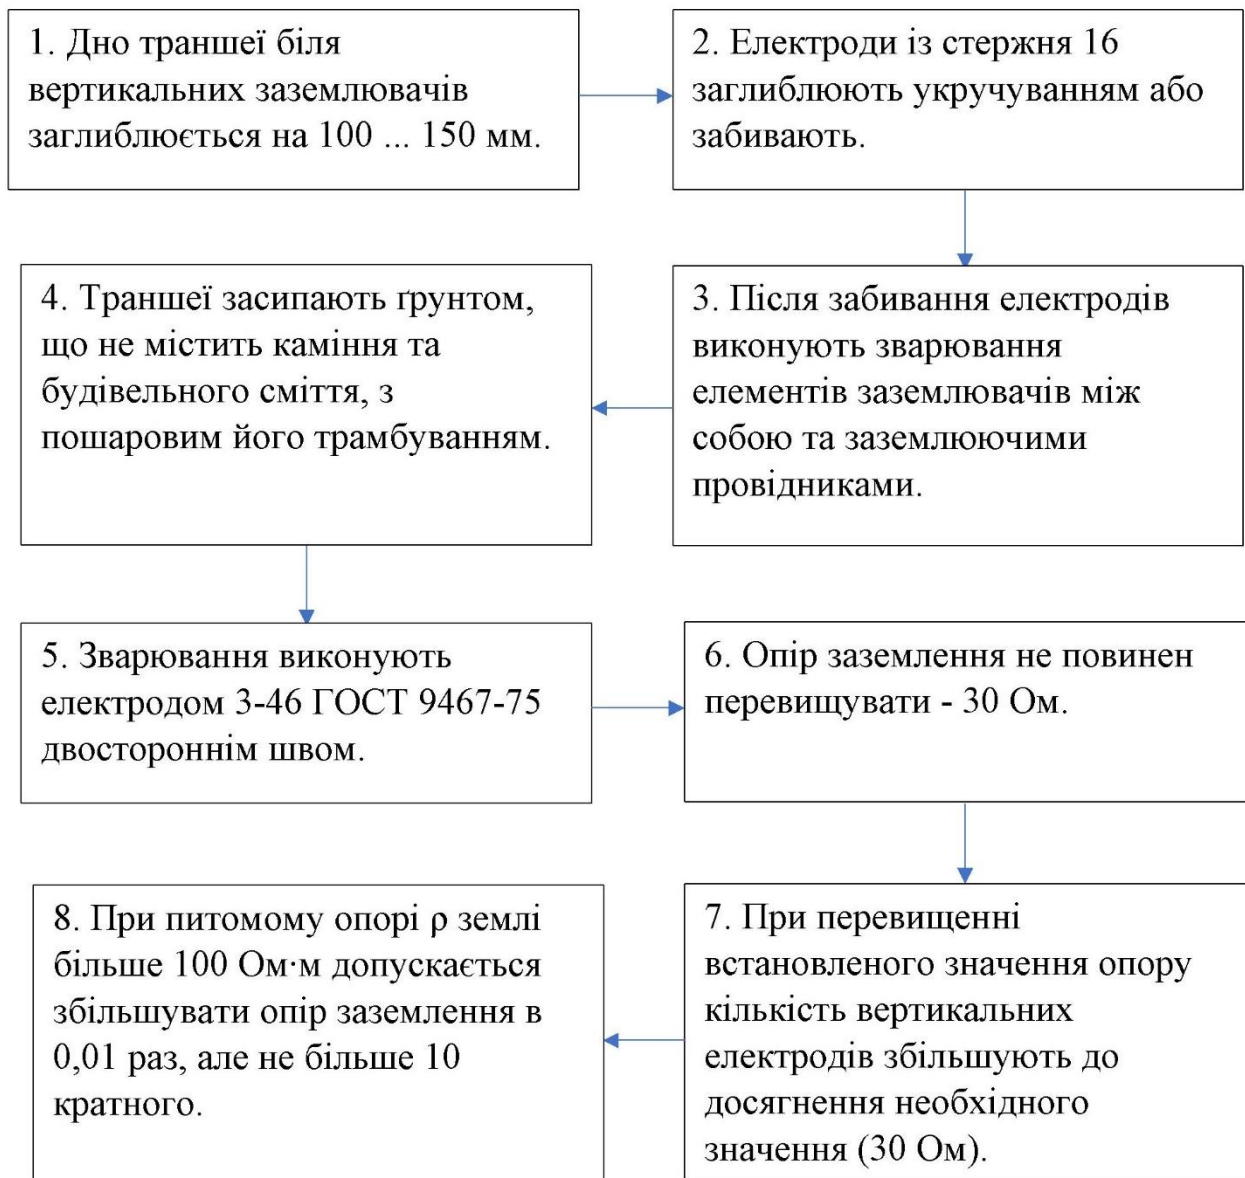 1. Дно траншеї біля
вертикальних заземлювачів
заглиблюється на 100 ... 150 мм.
2. Електроди із стержня 16
заглиблюють укручуванням або
забивають.
3. Після забивання електродів
виконують зварювання
елементів заземлювачів між
собою та заземлюючими
провідниками.
4. Траншеї засипають ґрунтом,
що не містить каміння та
будівельного сміття, з
пошаровим його трамбуванням.
5. Зварювання виконують
електродом З-46 ГОСТ 9467-75
двостороннім швом.
6. Опір заземлення не повинен
перевищувати - 30 Ом.
7. При перевищенні
встановленого значення опору
кількість вертикальних
електродів збільшують до
досягнення необхідного
значення (30 Ом).
8. При питомому опорі ρ землі
більше 100 Ом·м допускається
збільшувати опір заземлення в
0,01 раз, але не більше 10
кратного.